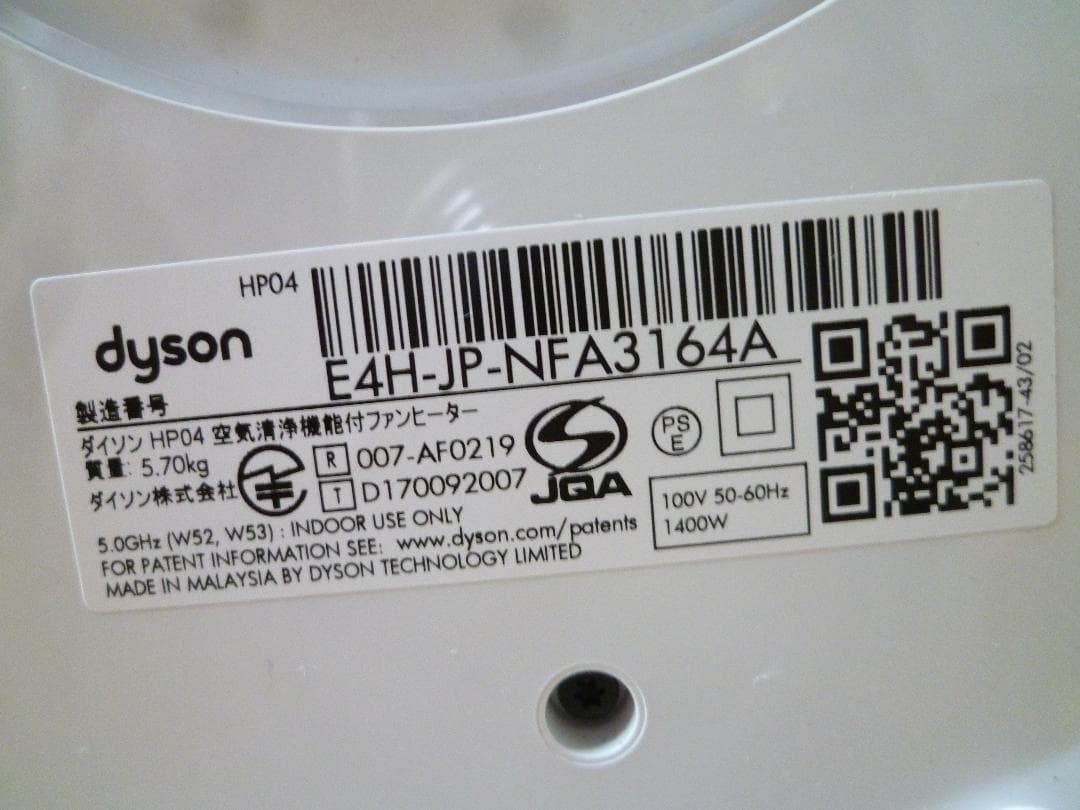 HP04
dyson
E4H-JP-NFA3164A
製造番号
ダイソン HP04 空気清浄機能付ファンヒーター
質量: 5.70kg
ダイソン株式会社
R 007-AF0219
T D170092007
JQA
PS
E
100V 50-60Hz
1400W
5.0GHz (W52, W53) : INDOOR USE ONLY
FOR PATENT INFORMATION SEE: www.dyson.com/patents
MADE IN MALAYSIA BY DYSON TECHNOLOGY LIMITED
258617-43/02